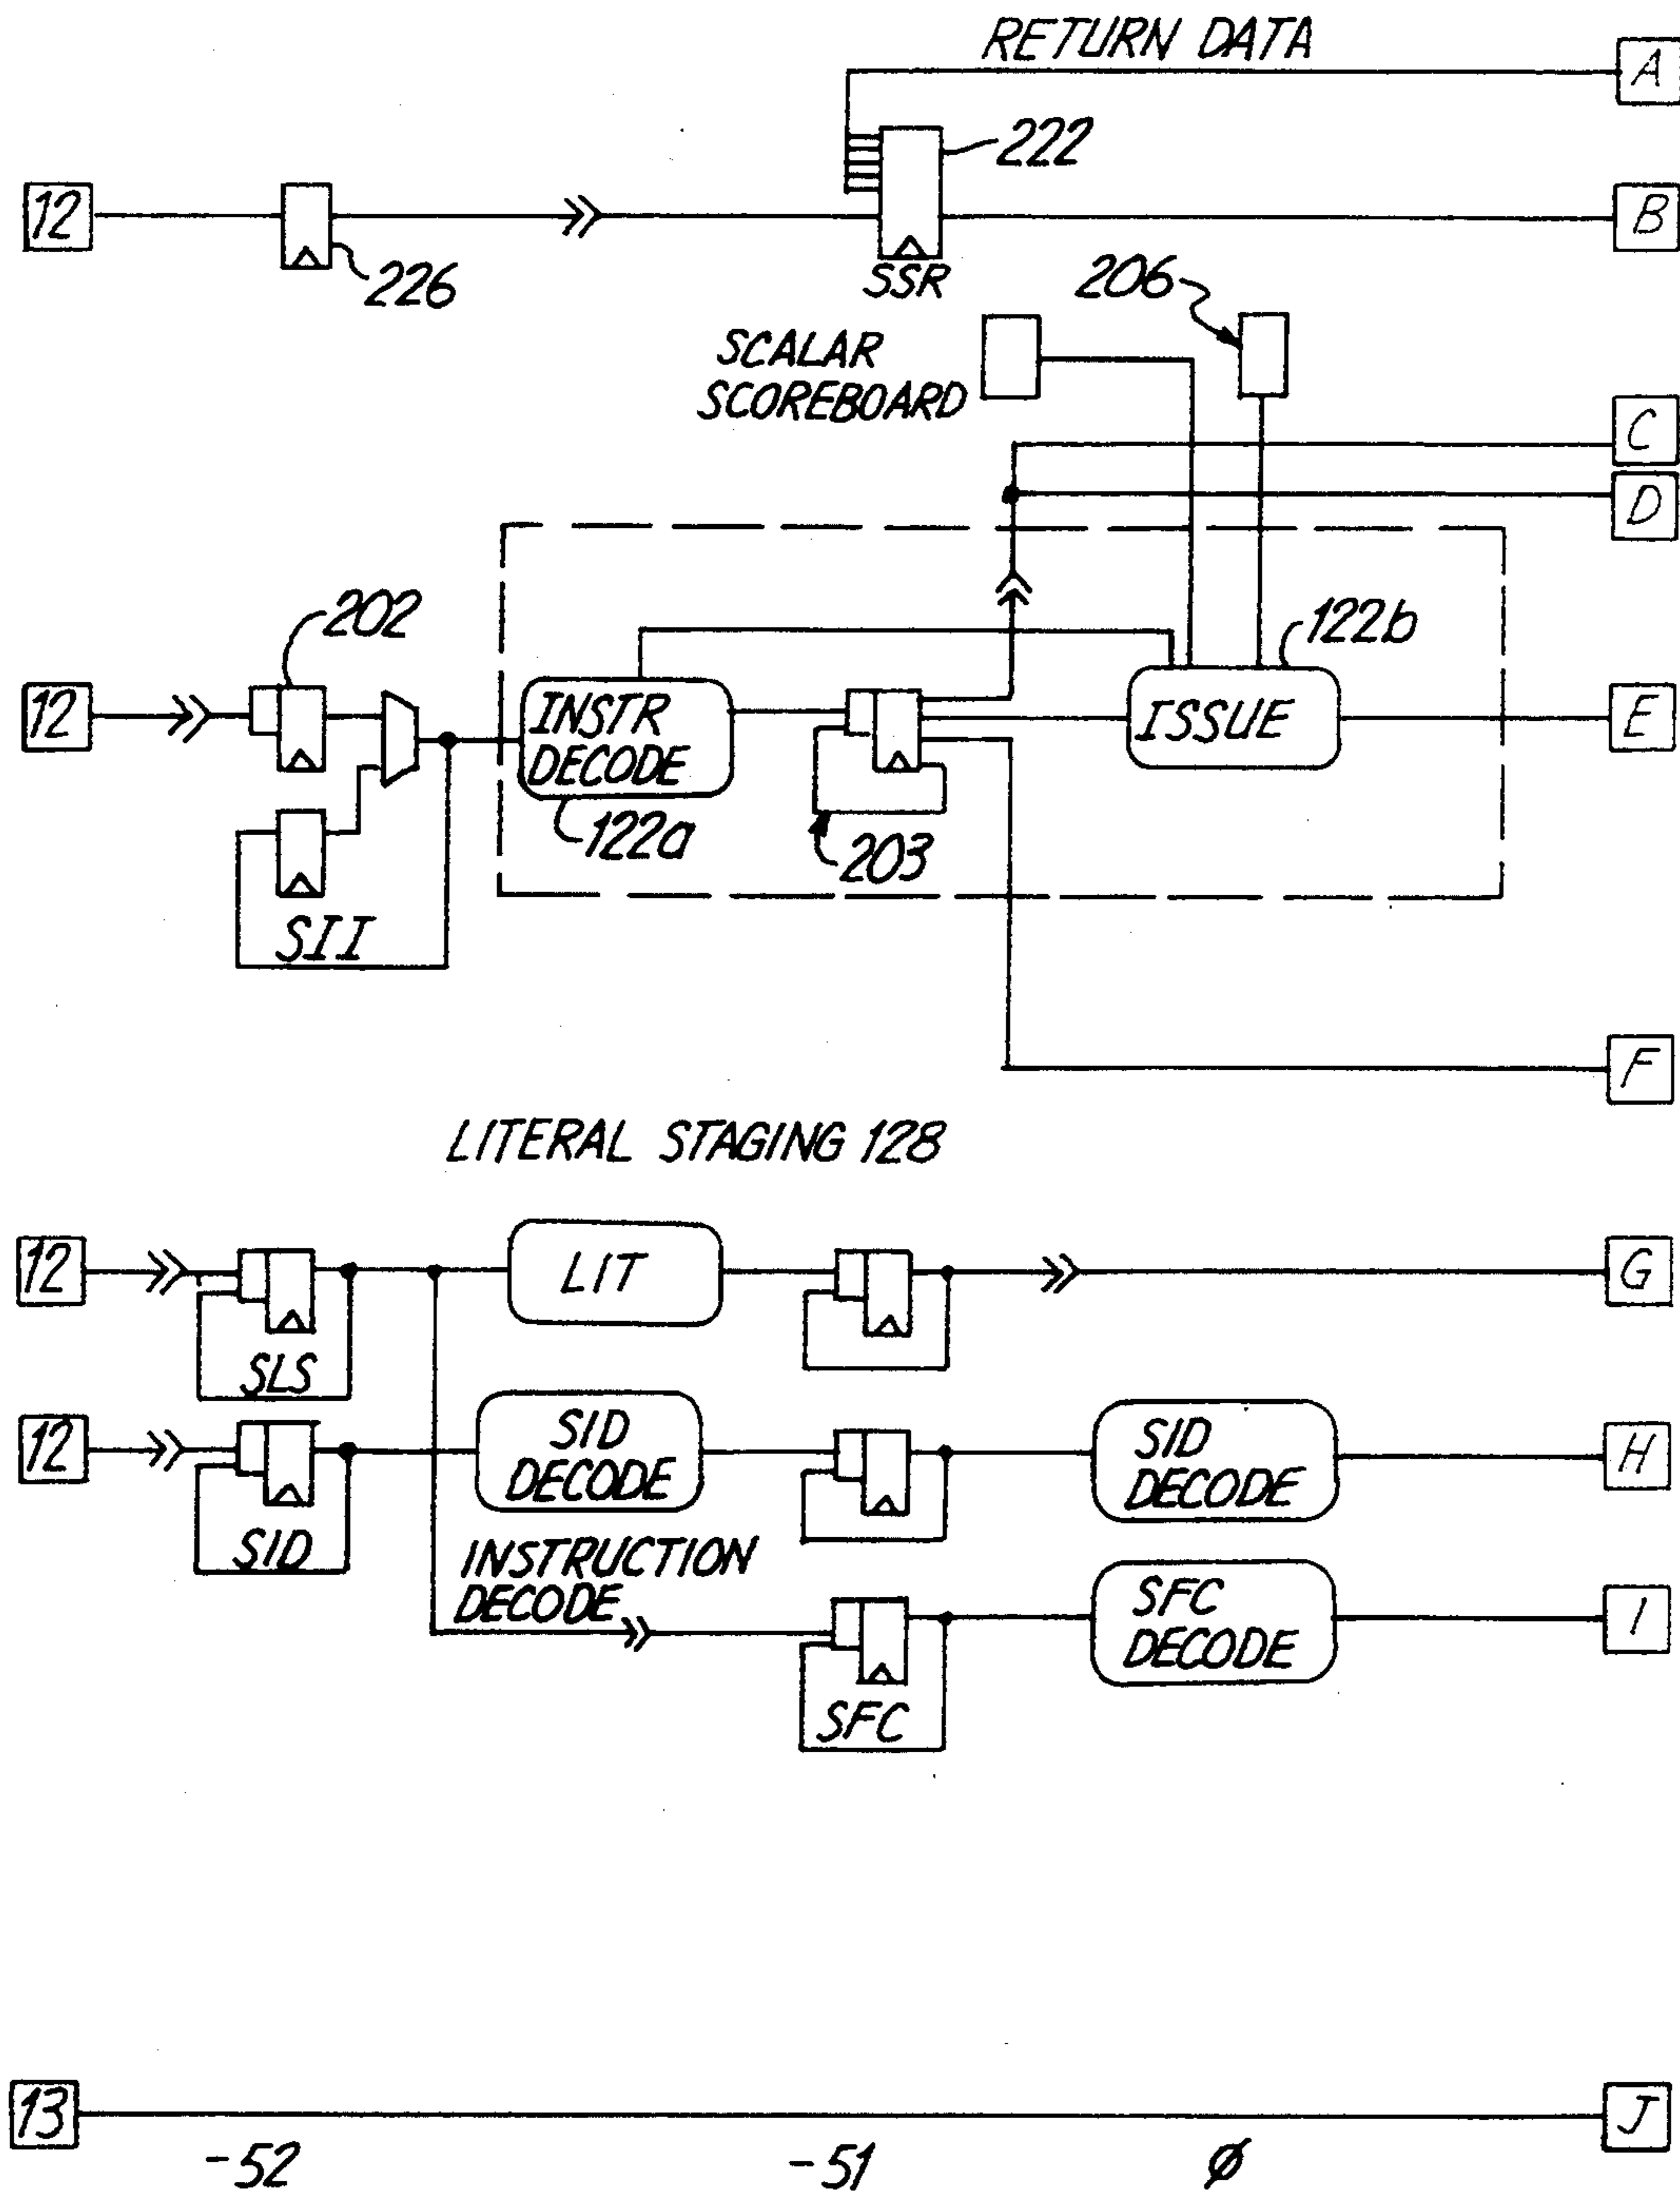 RETURN DATA
A
222
12
B
226
SSR
206
SCALAR
SCOREBOARD
C
D
202
122b
12
INSTR
DECODE
ISSUE
E
122a
203
SII
F
LITERAL STAGING 128
12
LIT
G
SLS
12
SID
DECODE
SID
DECODE
H
SID
INSTRUCTION
DECODE
SFC
DECODE
I
SFC
13
J
-52
-51
ø